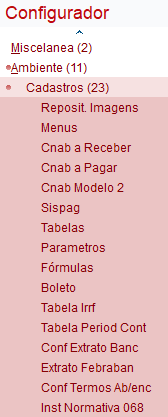 Configurador
Miscelanea (2)
Ambiente (11)
Cadastros (23)
Reposit. Imagens
Menus
Cnab a Receber
Cnab a Pagar
Cnab Modelo 2
Sispag
Tabelas
Parametros
Fórmulas
Boleto
Tabela Irrf
Tabela Period Cont
Conf Extrato Banc
Extrato Febraban
Conf Termos Ab/enc
Inst Normativa 068